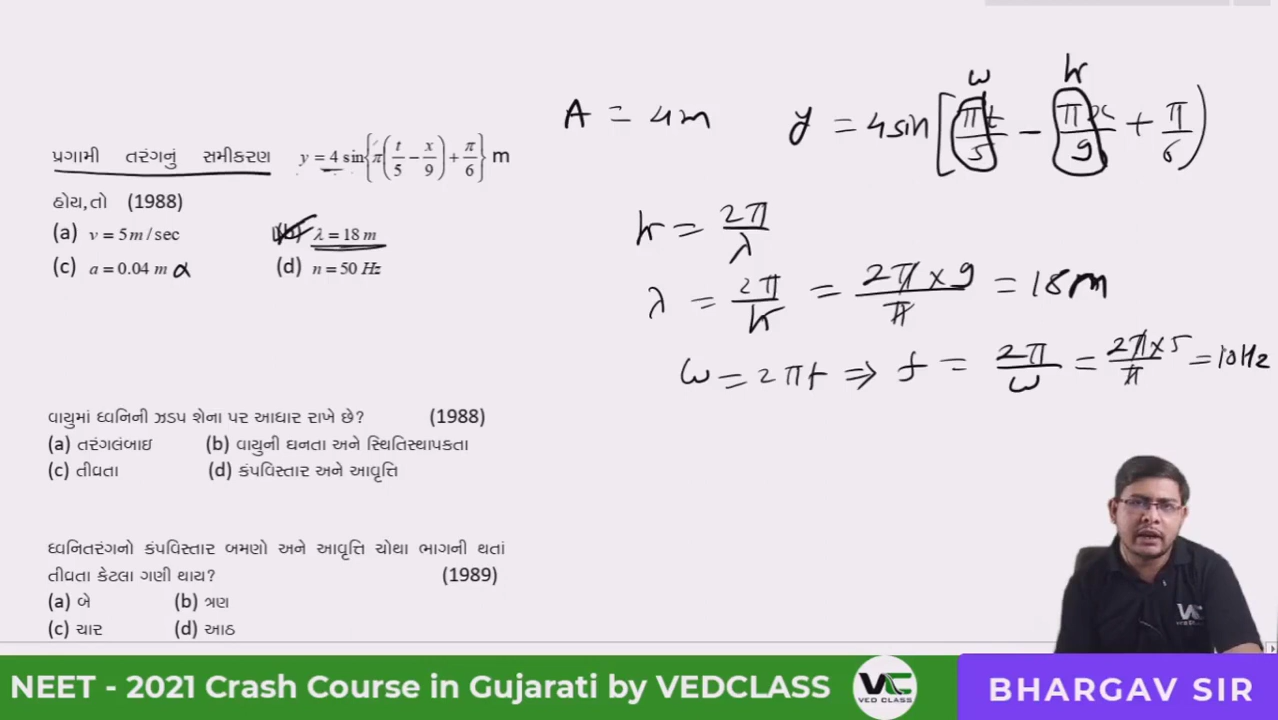 A = 4m
y = 4 sin [ πt/5 − πx/9 + π/6 )
ω
k
પ્રગામી તરંગનું સમીકરણ y = 4 sin{π(t/5 − x/9) + π/6} m
હોય,તો (1988)
(a) v = 5 m / sec
λ = 18 m
(c) a = 0.04 m
(d) n = 50 Hz
k = 2π/λ
λ = 2π/k = 2π × 9/π = 18m
ω = 2πf ⇒ f = 2π/ω = 2π×5/π = 10Hz
વાયુમાં ધ્વનિની ઝડપ શેના પર આધાર રાખે છે? (1988)
(a) તરંગલંબાઇ (b) વાયુની ઘનતા અને સ્થિતિસ્થાપકતા
(c) તીવ્રતા (d) કંપવિસ્તાર અને આવૃત્તિ
ધ્વનિતરંગનો કંપવિસ્તાર બમણો અને આવૃત્તિ ચોથા ભાગની થતાં
તીવ્રતા કેટલા ગણી થાય? (1989)
(a) બે (b) ત્રણ
(c) ચાર (d) આઠ
NEET - 2021 Crash Course in Gujarati by VEDCLASS
VC
VED CLASS
BHARGAV SIR